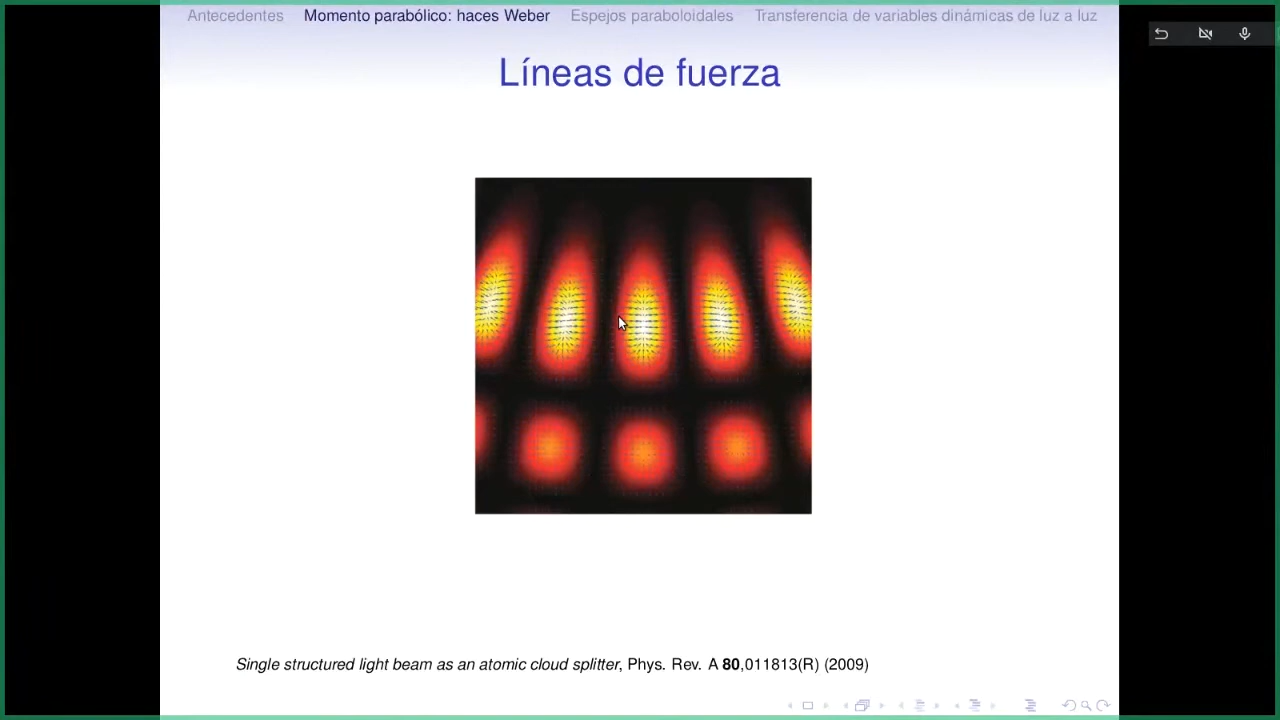 Antecedentes Momento parabólico: haces Weber Espejos paraboloidales Transferencia de variables dinámicas de luz a luz
Líneas de fuerza
Single structured light beam as an atomic cloud splitter, Phys. Rev. A 80,011813(R) (2009)